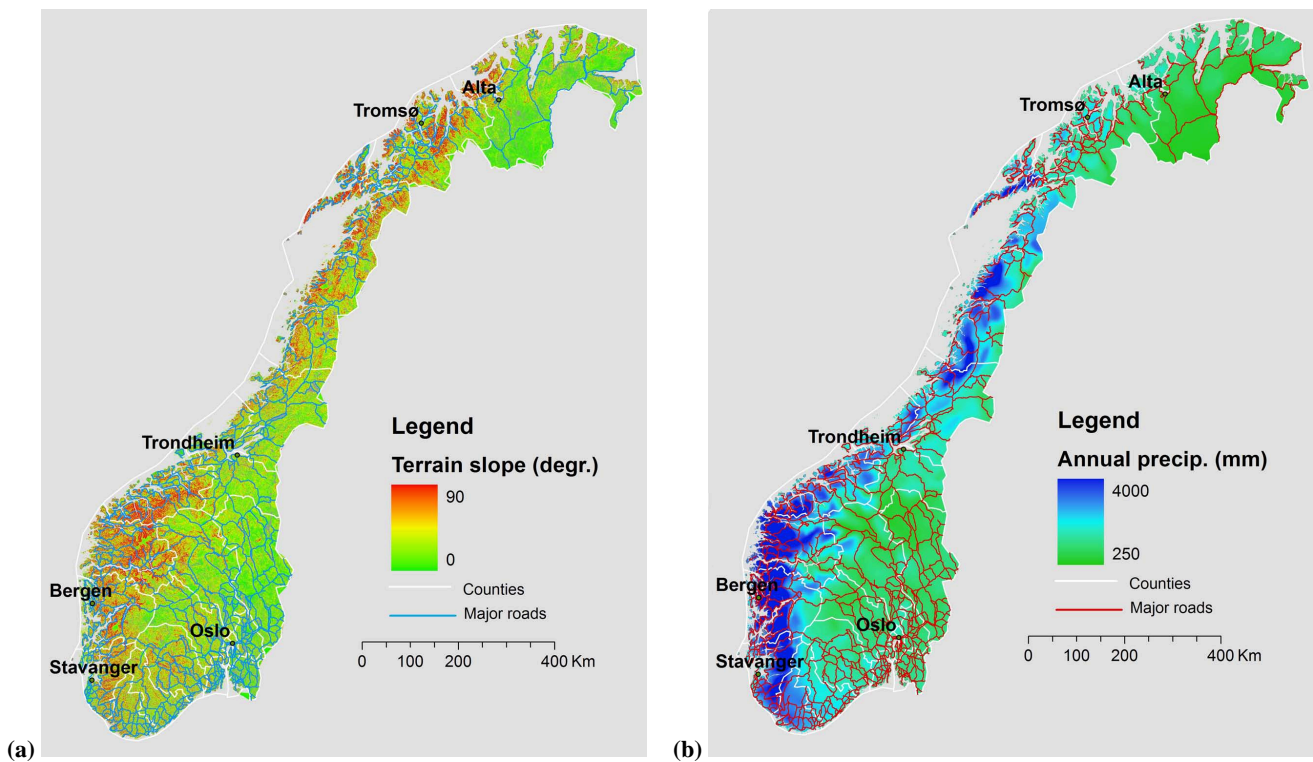 Alta
Tromsø
Trondheim
Legend
Terrain slope (degr.)
90
0
Counties
Major roads
Bergen
Oslo
Stavanger
0 100 200 400 Km
(a)
Alta
Tromsø
Trondheim
Legend
Annual precip. (mm)
4000
250
Counties
Major roads
Bergen
Oslo
Stavanger
0 100 200 400 Km
(b)